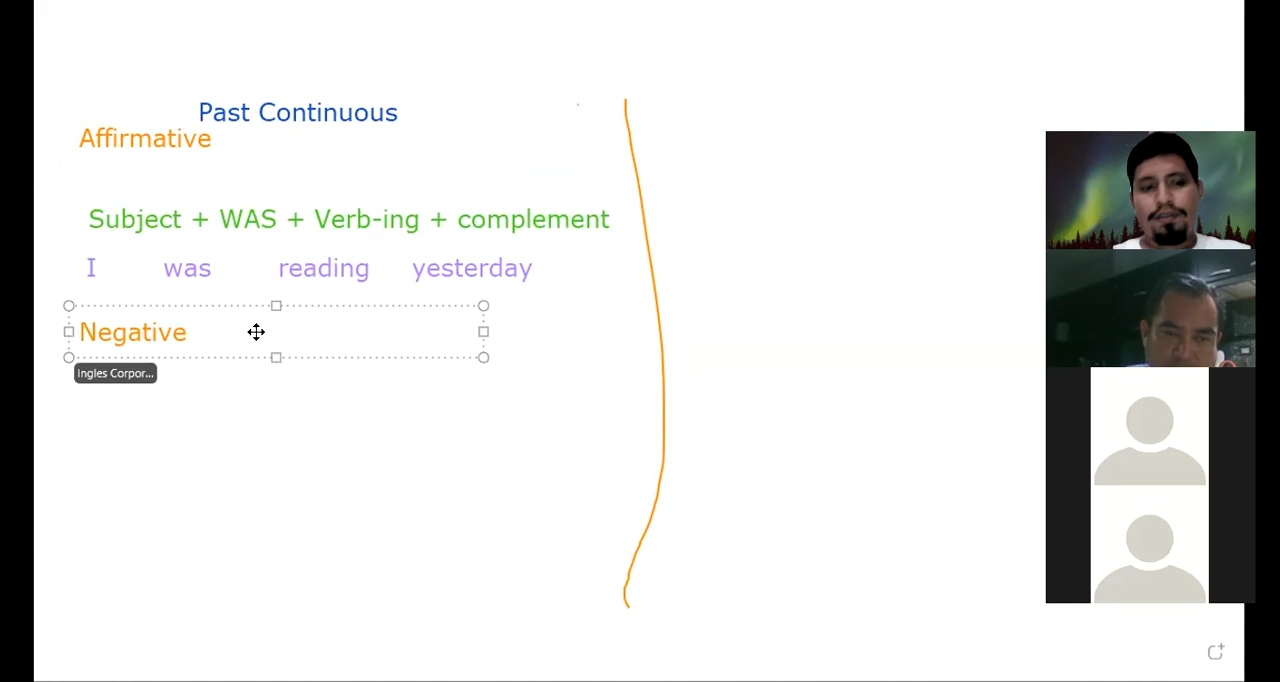 Past Continuous
Affirmative
Subject + WAS + Verb-ing + complement
I was reading yesterday
Negative
Ingles Corpor...